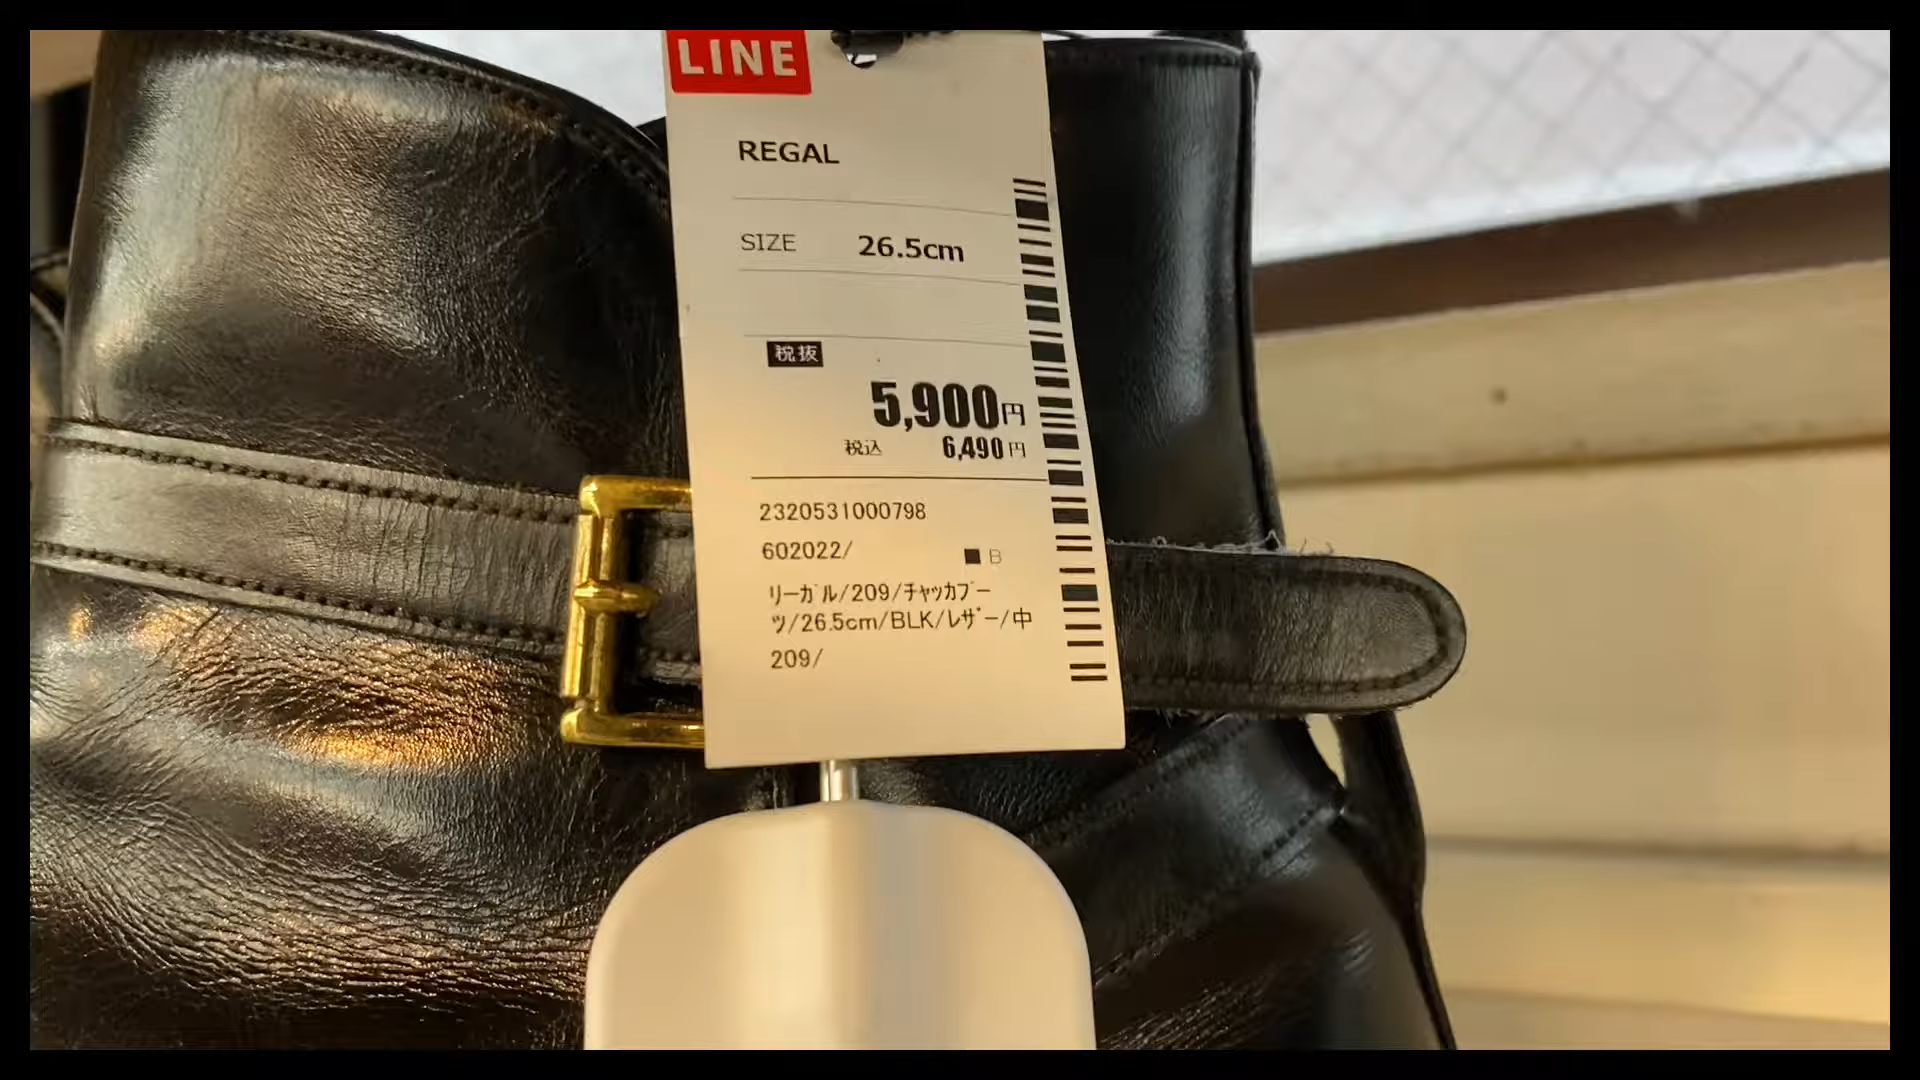 LINE
REGAL
SIZE 26.5cm
税抜
5,900円
税込 6,490円
2320531000798
602022/ ■ B
ﾘｰｶﾞﾙ/209/ﾁｬｯｶﾌﾞｰ
ﾂ/26.5cm/BLK/ﾚｻﾞｰ/中
209/